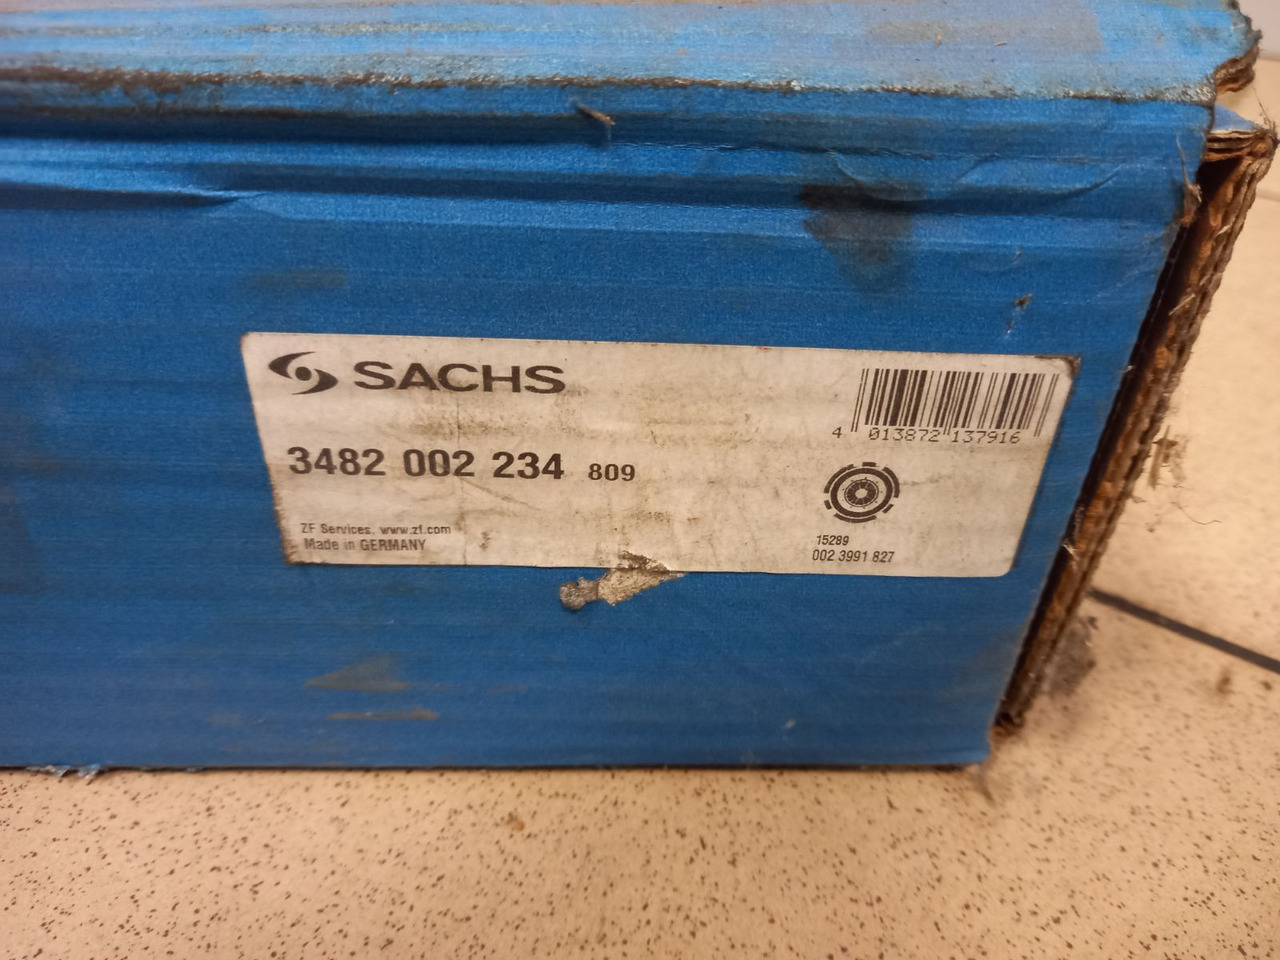 SACHS
4 013872 137916
3482 002 234 809
ZF Services, www.zf.com
Made in GERMANY
15289
002 3991 827